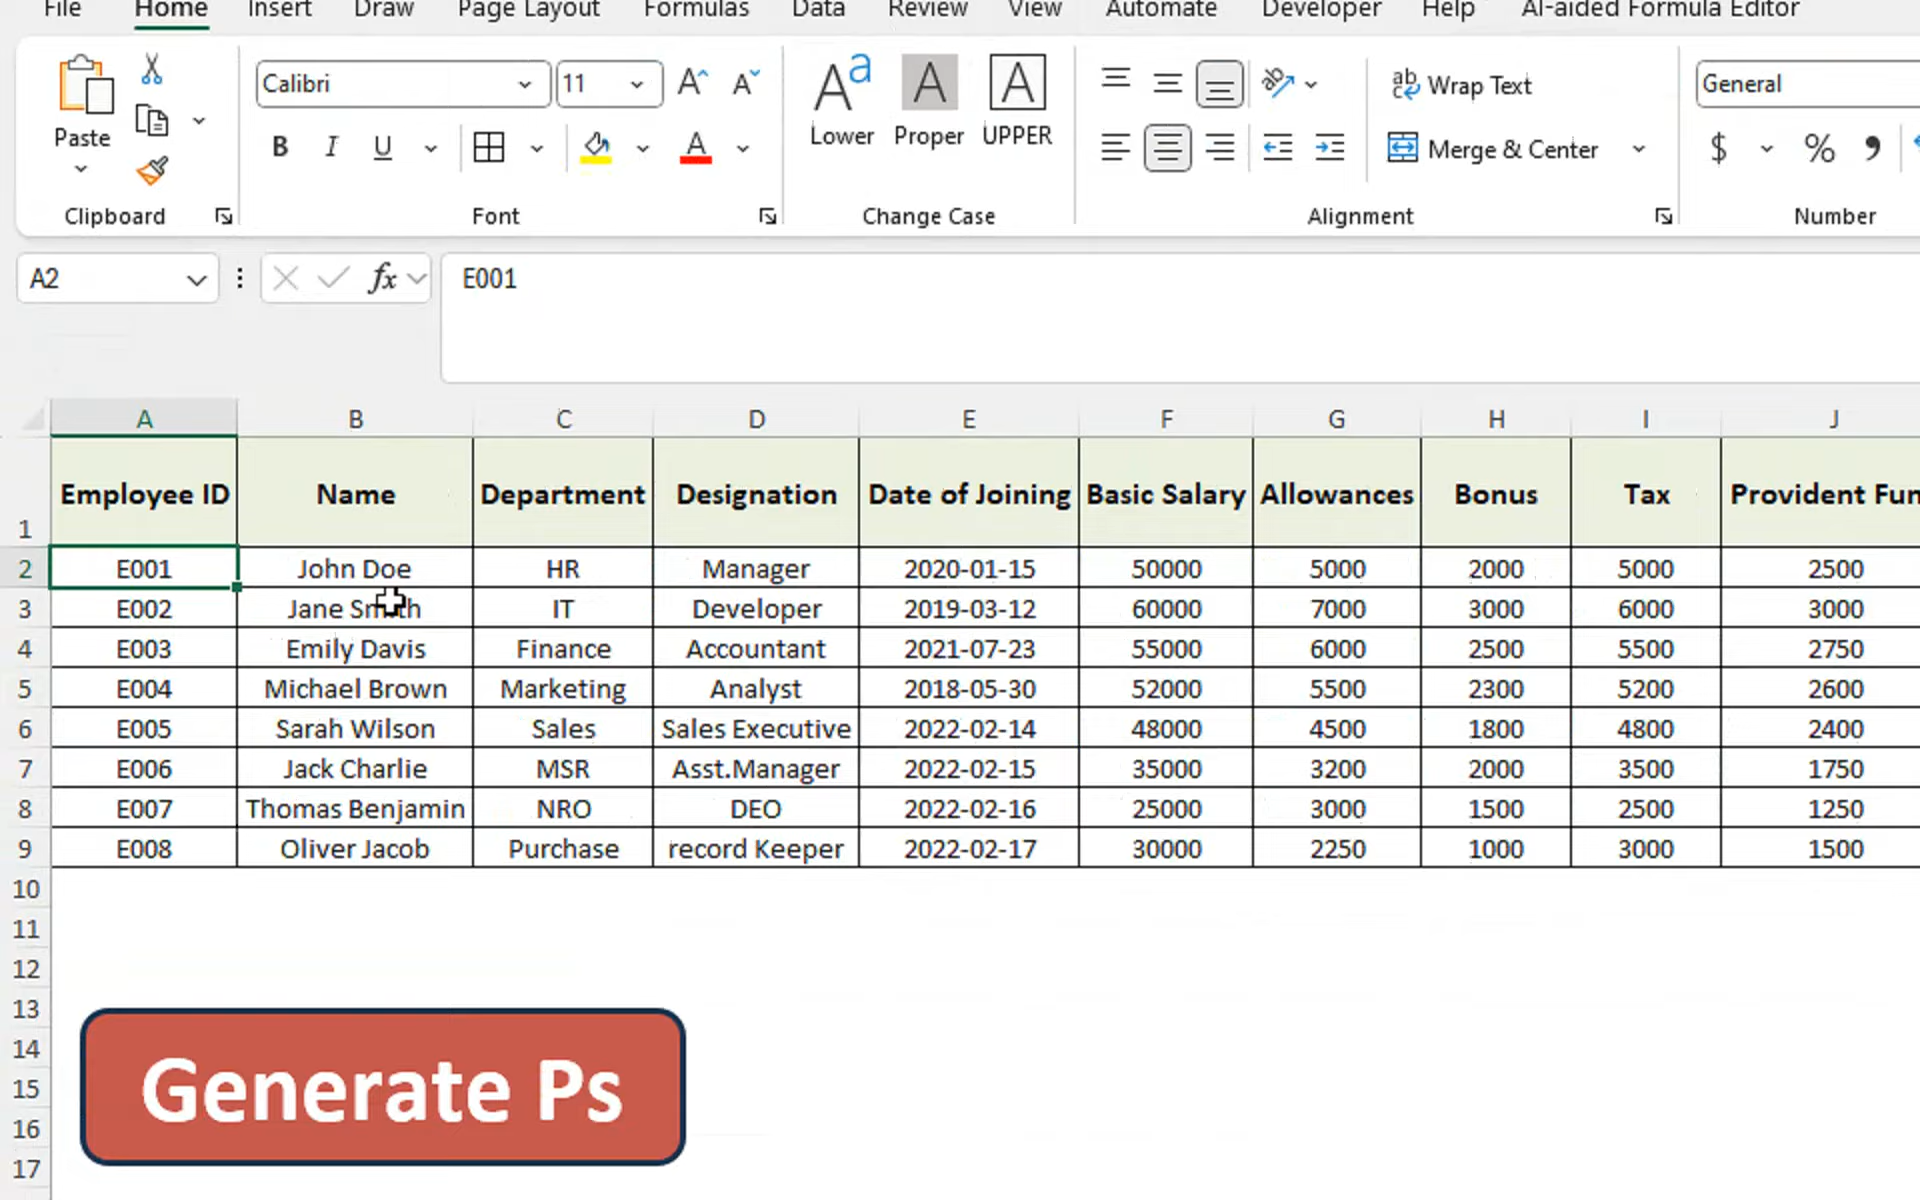 File Home Insert Draw Page Layout Formulas Data Review View Automate Developer Help AI-aided Formula Editor
Calibri 11 Wrap Text General
Paste B I U Lower Proper UPPER Merge & Center $ %
Clipboard Font Change Case Alignment Number
A2 fx E001
A B C D E F G H I J
1 Employee ID Name Department Designation Date of Joining Basic Salary Allowances Bonus Tax Provident Fun
2 E001 John Doe HR Manager 2020-01-15 50000 5000 2000 5000 2500
3 E002 Jane Smith IT Developer 2019-03-12 60000 7000 3000 6000 3000
4 E003 Emily Davis Finance Accountant 2021-07-23 55000 6000 2500 5500 2750
5 E004 Michael Brown Marketing Analyst 2018-05-30 52000 5500 2300 5200 2600
6 E005 Sarah Wilson Sales Sales Executive 2022-02-14 48000 4500 1800 4800 2400
7 E006 Jack Charlie MSR Asst.Manager 2022-02-15 35000 3200 2000 3500 1750
8 E007 Thomas Benjamin NRO DEO 2022-02-16 25000 3000 1500 2500 1250
9 E008 Oliver Jacob Purchase record Keeper 2022-02-17 30000 2250 1000 3000 1500
10
11
12
13
14
Generate Ps
15
16
17